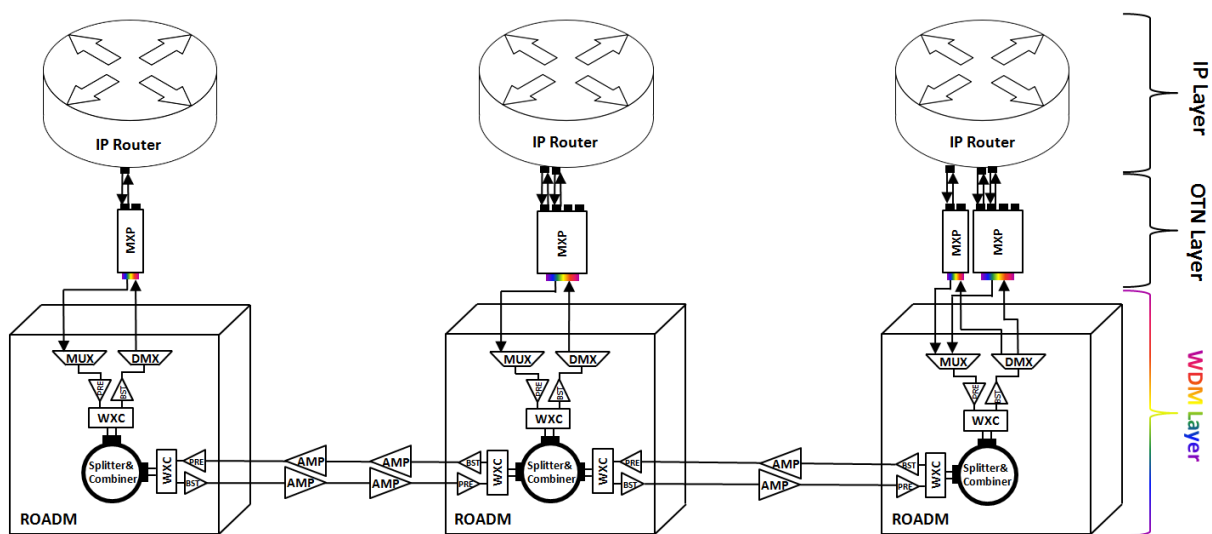 IP Router
IP Router
IP Router
IP Layer
MXP
MXP
MXP
MXP
OTN Layer
MUX
DMX
MUX
DMX
MUX
DMX
PRE
BST
PRE
BST
PRE
BST
WXC
WXC
WXC
WDM Layer
Splitter&
Combiner
WXC
PRE
BST
AMP
AMP
AMP
AMP
BST
PRE
WXC
Splitter&
Combiner
WXC
PRE
BST
AMP
AMP
BST
PRE
WXC
Splitter&
Combiner
ROADM
ROADM
ROADM